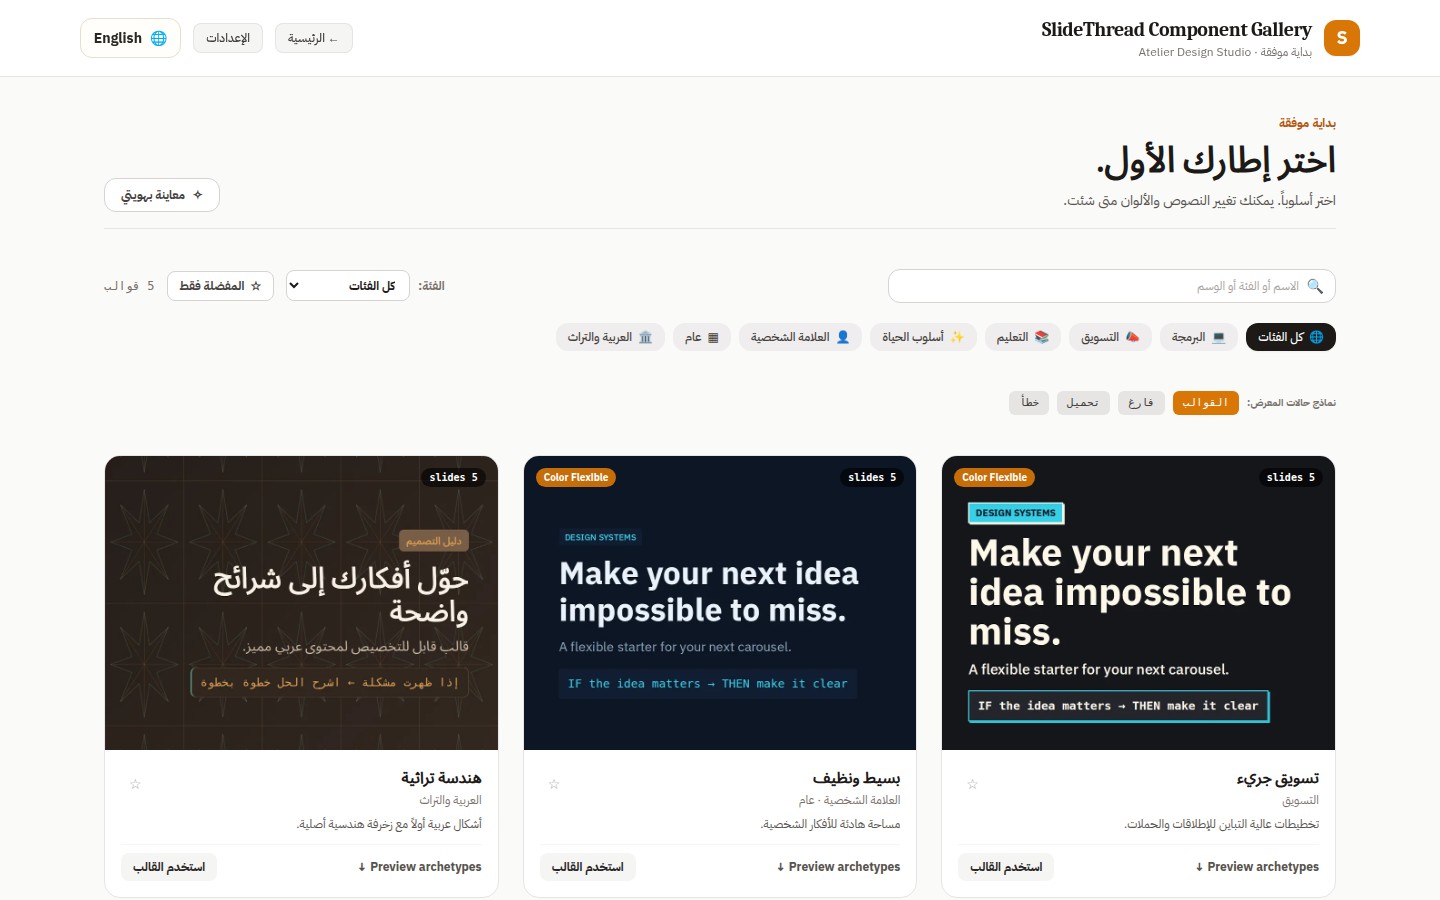 S
SlideThread Component Gallery
بداية موفقة · Atelier Design Studio
← الرئيسية
الإعدادات
🌐 English
بداية موفقة
اختر إطارك الأول.
اختر أسلوباً. يمكنك تغيير النصوص والألوان متى شئت.
✧ معاينة بهويتي
🔍 الاسم أو الفئة أو الوسم
الفئة:
كل الفئات
☆ المفضلة فقط
5 قوالب
🌐 كل الفئات
💻 البرمجة
📣 التسويق
📚 التعليم
✨ أسلوب الحياة
👤 العلامة الشخصية
▦ عام
🏛️ العربية والتراث
نماذج حالات المعرض:
القوالب
فارغ
تحميل
خطأ
slides 5
Color Flexible
DESIGN SYSTEMS
Make your next
idea impossible to
miss.
A flexible starter for your next carousel.
IF the idea matters → THEN make it clear
تسويق جريء
☆
التسويق
تخطيطات عالية التباين للإطلاقات والحملات.
Preview archetypes ↓
استخدم القالب
slides 5
Color Flexible
DESIGN SYSTEMS
Make your next idea
impossible to miss.
A flexible starter for your next carousel.
IF the idea matters → THEN make it clear
بسيط ونظيف
☆
العلامة الشخصية · عام
مساحة هادئة للأفكار الشخصية.
Preview archetypes ↓
استخدم القالب
slides 5
دليل التصميم
حوّل أفكارك إلى شرائح
واضحة
قالب قابل للتخصيص لمحتوى عربي مميز.
إذا ظهرت مشكلة ← اشرح الحل خطوة بخطوة
هندسة تراثية
☆
العربية والتراث
أشكال عربية أولاً مع زخرفة هندسية أصلية.
Preview archetypes ↓
استخدم القالب